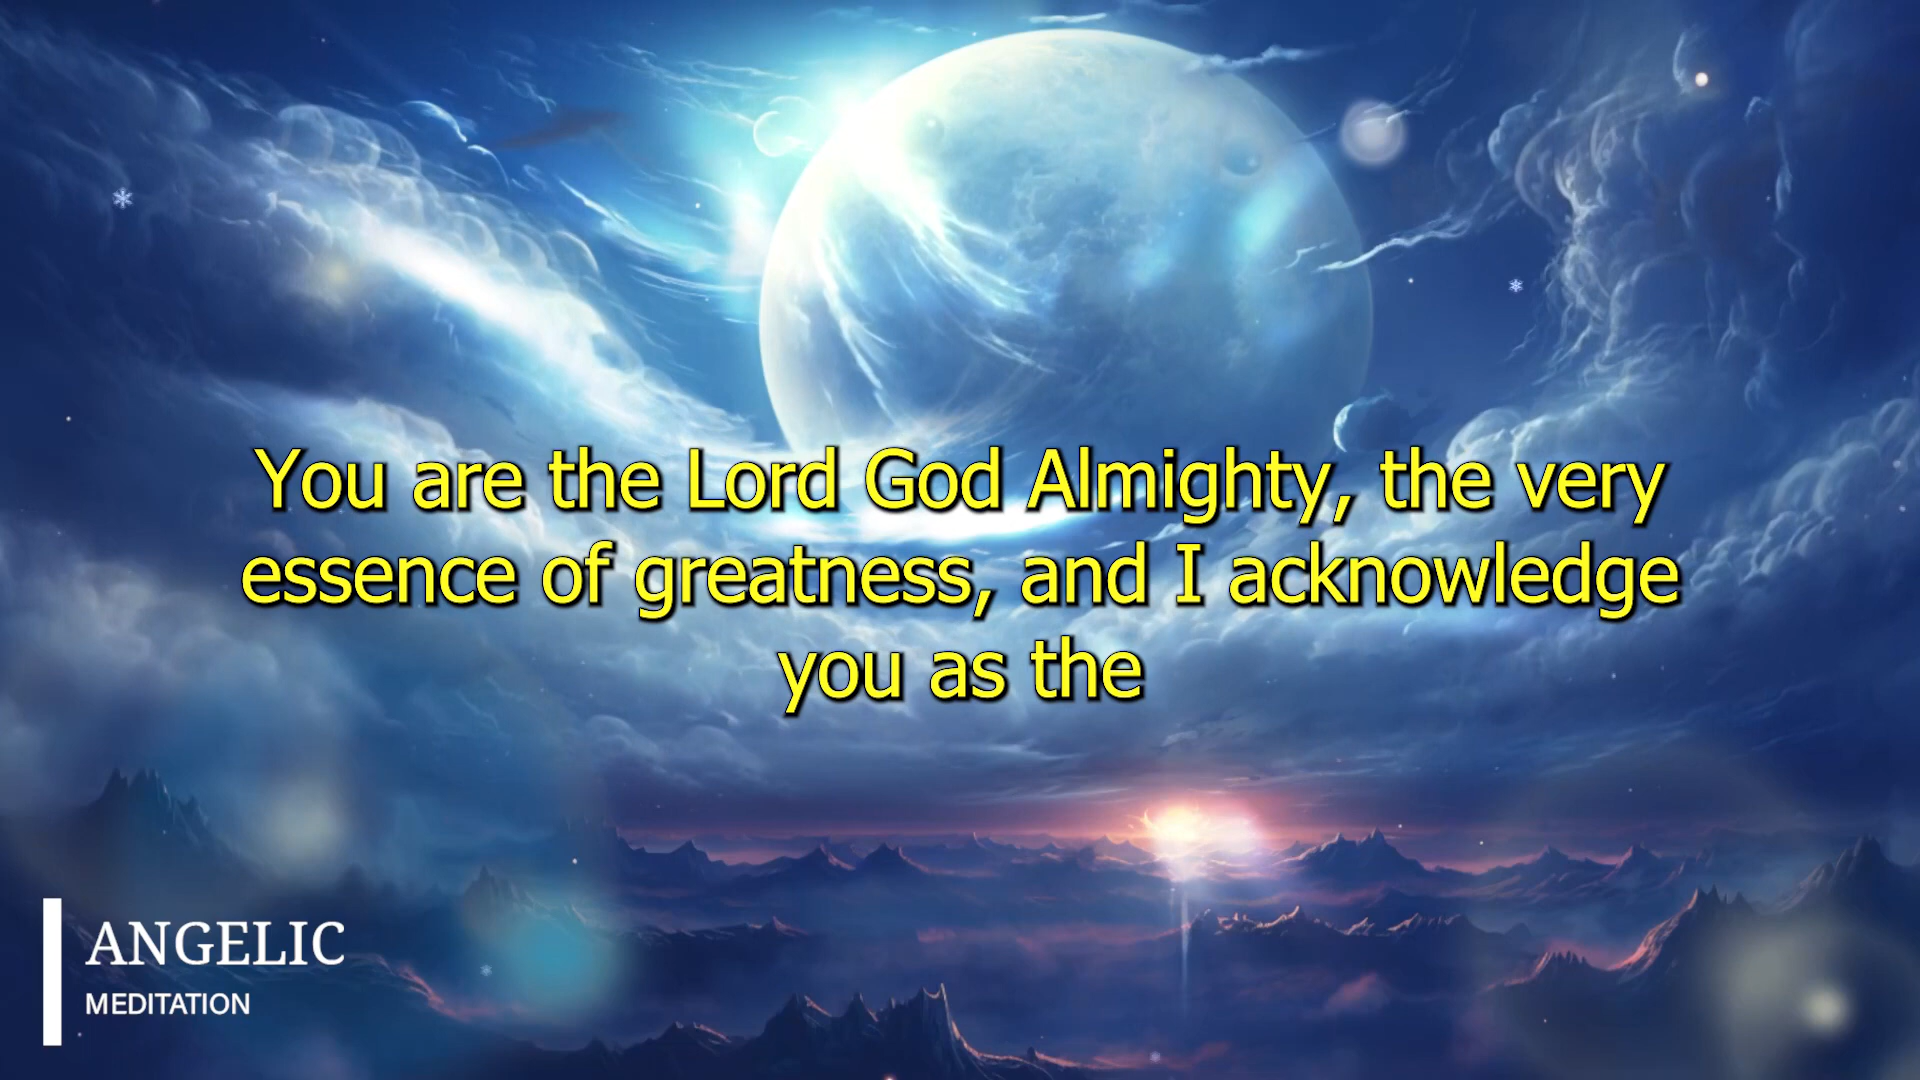 You are the Lord God Almighty, the very
essence of greatness, and I acknowledge
you as the
ANGELIC
MEDITATION